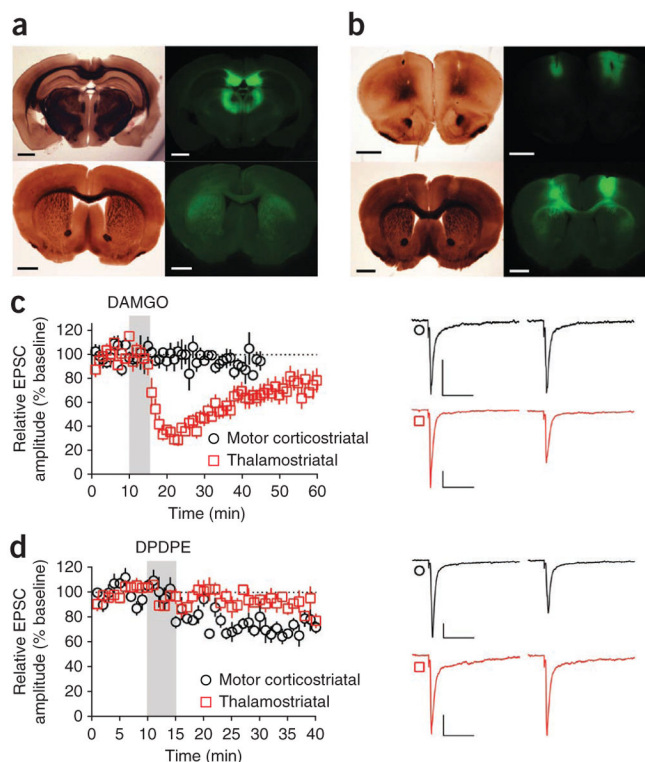 a
b
c
DAMGO
Relative EPSC
amplitude (% baseline)
120
100
80
60
40
20
0
Motor corticostriatal
Thalamostriatal
0 10 20 30 40 50 60
Time (min)
d
DPDPE
Relative EPSC
amplitude (% baseline)
120
100
80
60
40
20
0
Motor corticostriatal
Thalamostriatal
0 5 10 15 20 25 30 35 40
Time (min)